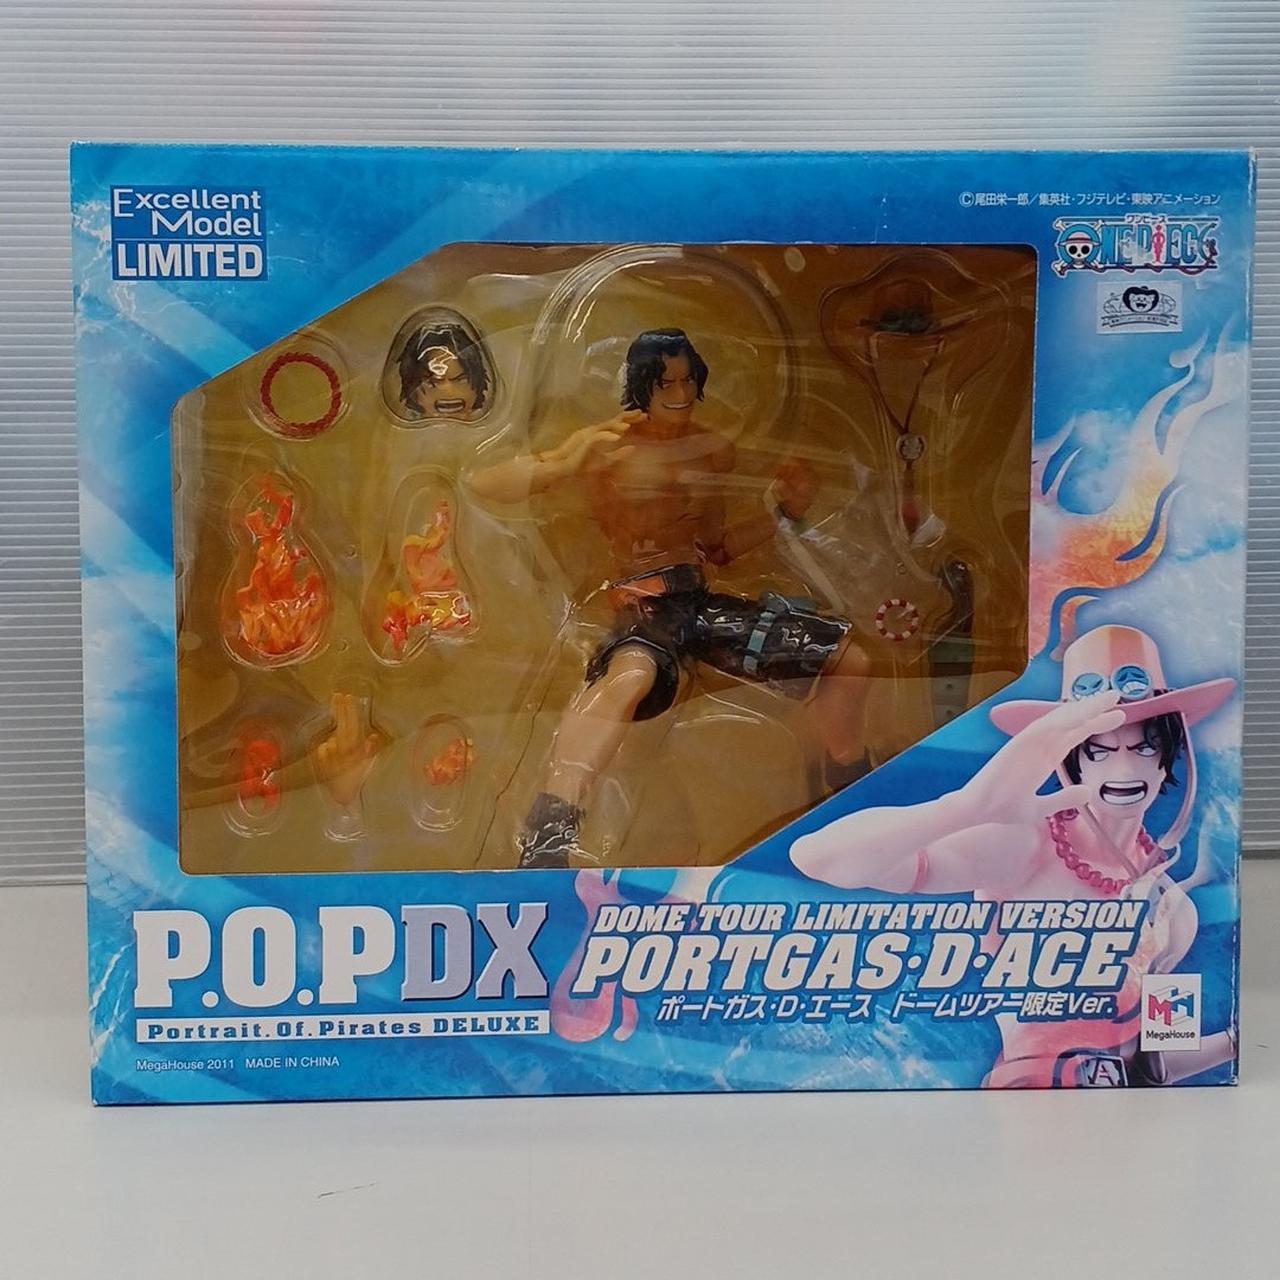 Excellent
Model
LIMITED
©尾田栄一郎／集英社・フジテレビ・東映アニメーション
ワンピース
ONE PIECE
P.O.P DX
Portrait.Of.Pirates DELUXE
DOME TOUR LIMITATION VERSION
PORTGAS・D・ACE
ポートガス・D・エース ドームツアー限定Ver.
MegaHouse
MegaHouse 2011 MADE IN CHINA
A